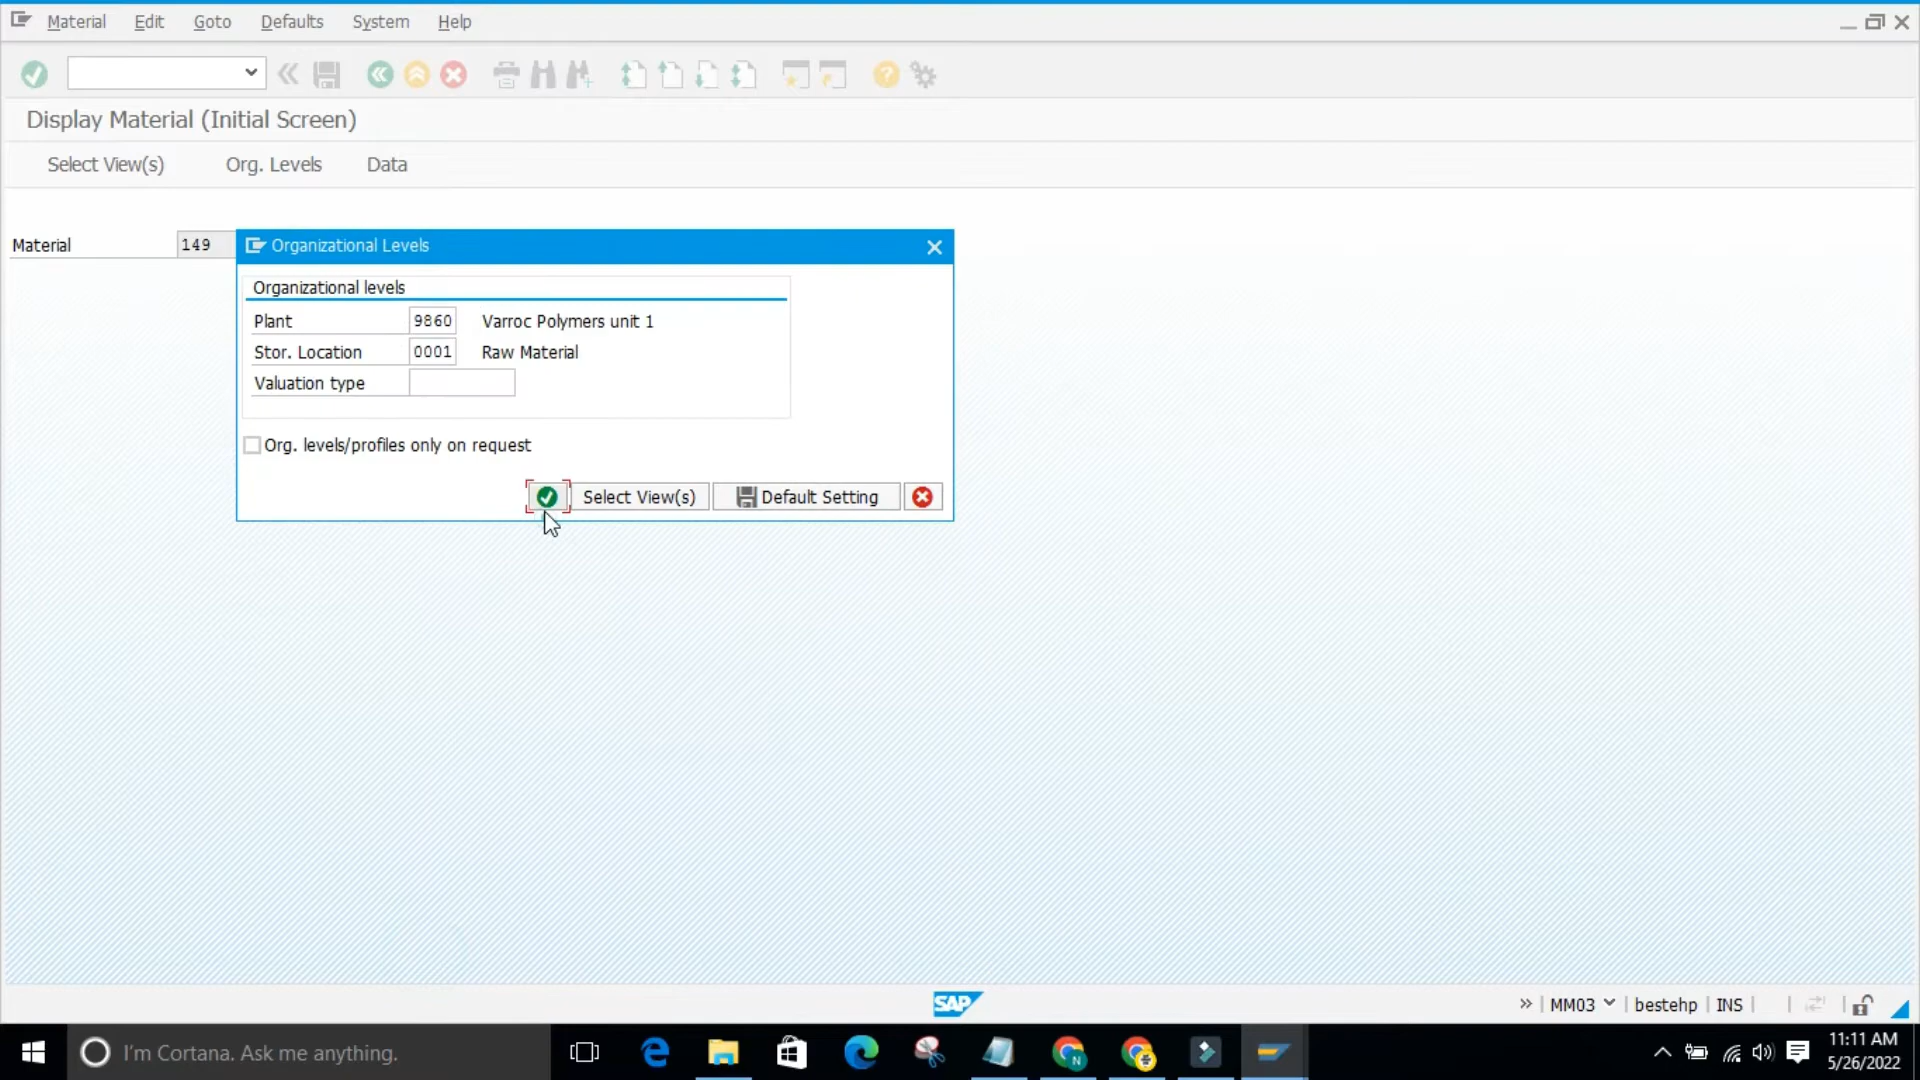 Material Edit Goto Defaults System Help
Display Material (Initial Screen)
Select View(s) Org. Levels Data
Material 149
Organizational Levels
Organizational levels
Plant 9860 Varroc Polymers unit 1
Stor. Location 0001 Raw Material
Valuation type
Org. levels/profiles only on request
Select View(s) Default Setting
SAP
MM03 bestehp INS
I'm Cortana. Ask me anything.
N
11:11 AM
5/26/2022